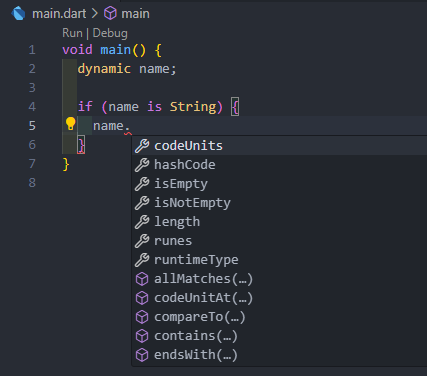 main.dart > main
Run | Debug
1 void main() {
2 dynamic name;
3
4 if (name is String) {
5 name.
6 }
7 }
8
codeUnits
hashCode
isEmpty
isNotEmpty
length
runes
runtimeType
allMatches(…)
codeUnitAt(…)
compareTo(…)
contains(…)
endsWith(…)